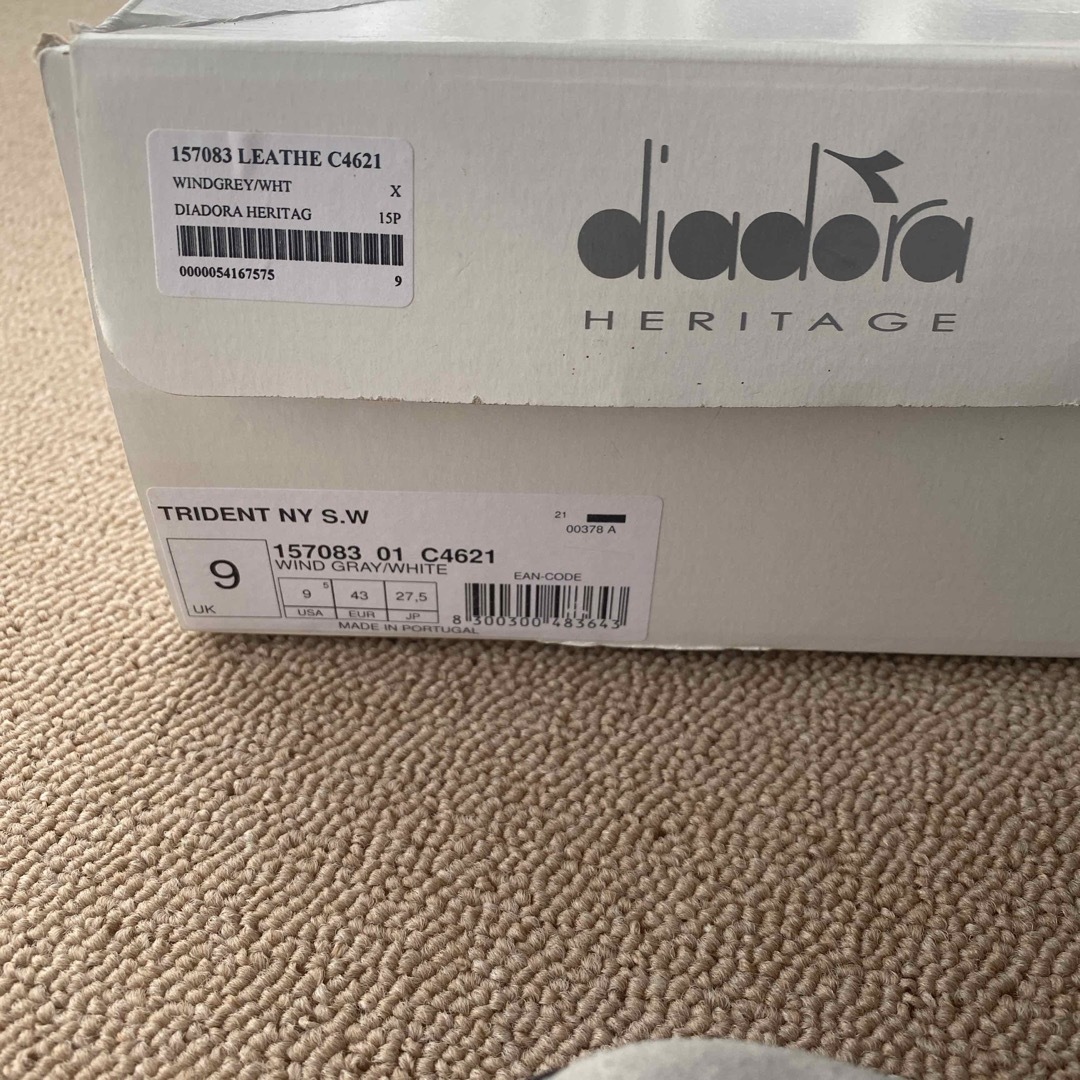 157083 LEATHE C4621
WINDGREY/WHT X
DIADORA HERITAG 15P
0000054167575 9
diadora
HERITAGE
TRIDENT NY S.W 21
00378 A
157083 01 C4621
WIND GRAY/WHITE
EAN-CODE
9 UK
9 5 43 27,5
USA EUR JP
8 300300 483643
MADE IN PORTUGAL